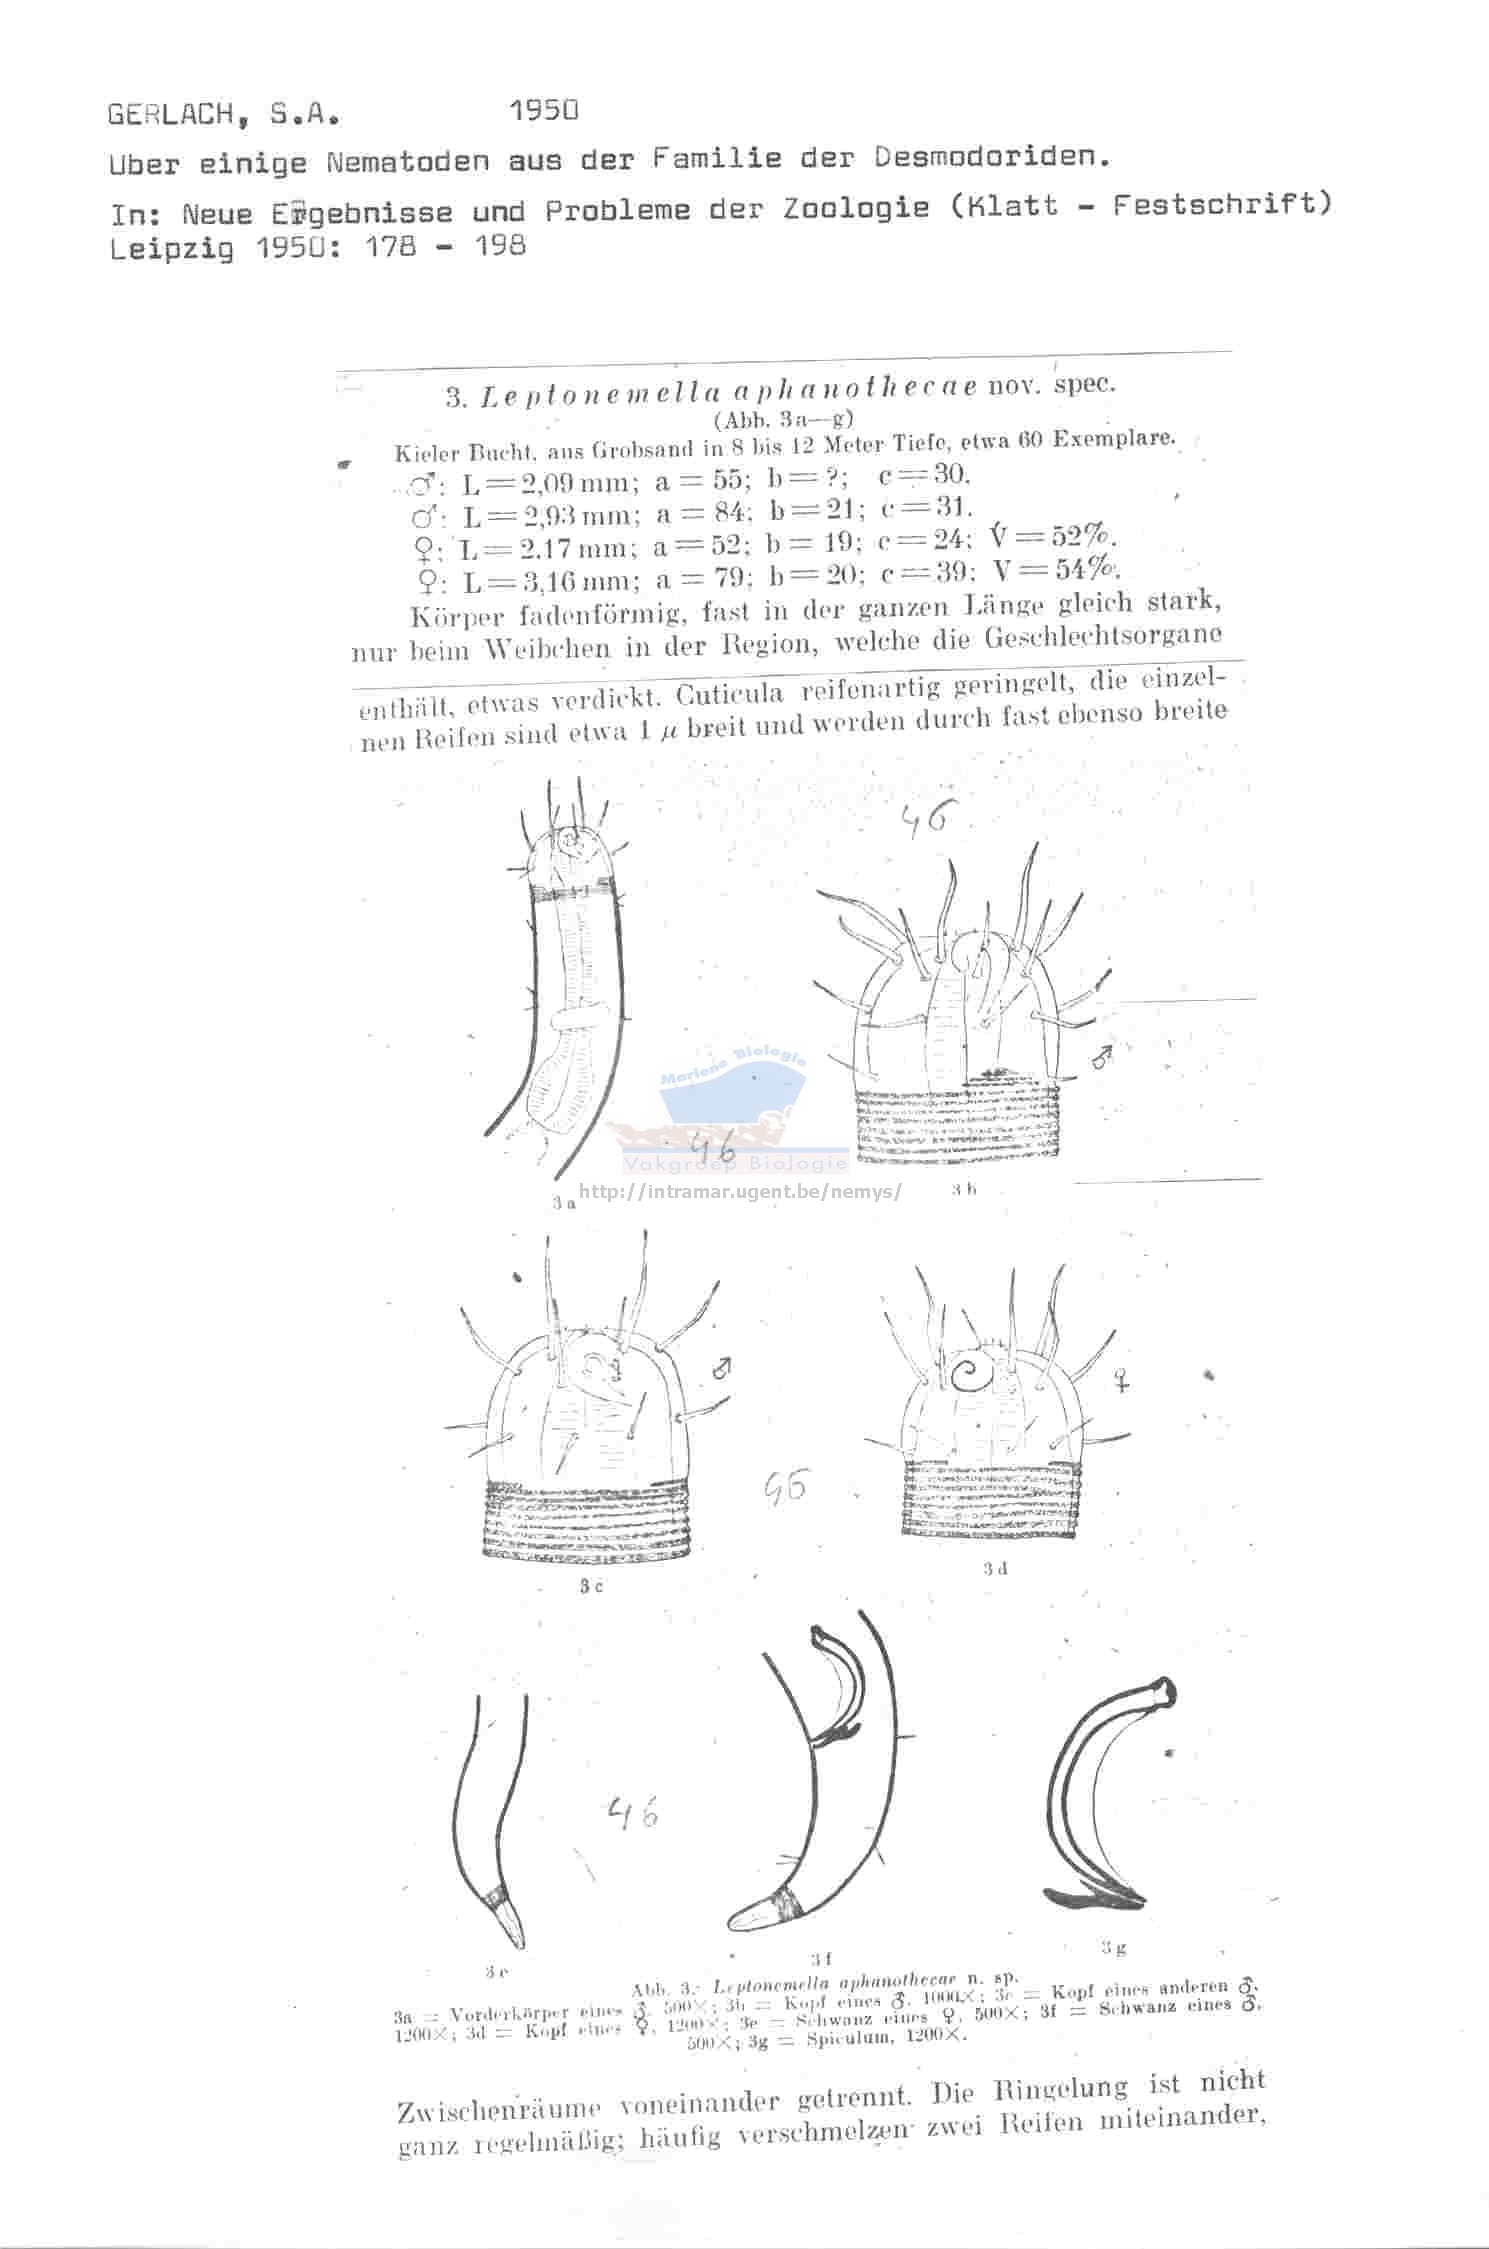 GERLACH, S.A. 1950
Uber einige Nematoden aus der Familie der Desmodoriden.
In: Neue Ergebnisse und Probleme der Zoologie (Klatt - Festschrift)
Leipzig 1950: 178 - 198
3. Leptonemella aphanothecae nov. spec.
(Abb. 3a—g)
Kieler Bucht, aus Grobsand in 8 bis 12 Meter Tiefe, etwa 60 Exemplare.
♂: L=2,09 mm; a = 55; b=?; c=30.
♂: L=2,93 mm; a = 84; b=21; c=31.
♀: L=2.17 mm; a=52; b = 19; c=24; V=52%.
♀: L=3,16 mm; a = 79; b=20; c=39; V=54%.
Körper fadenförmig, fast in der ganzen Länge gleich stark,
nur beim Weibchen in der Region, welche die Geschlechtsorgane
enthält, etwas verdickt. Cuticula reifenartig geringelt, die einzel-
nen Reifen sind etwa 1 μ breit und werden durch fast ebenso breite
46
♂
Mariene Biologie
46
Vakgroep Biologie
http://intramar.ugent.be/nemys/
3a
3b
♂
♀
46
3c
3d
46
3e
3f
3g
Abb. 3.: Leptonemella aphanothecae n. sp.
3a = Vorderkörper eines ♂, 500×; 3b = Kopf eines ♂, 1000×; 3c = Kopf eines anderen ♂,
1200×; 3d = Kopf eines ♀, 1200×; 3e = Schwanz eines ♀, 500×; 3f = Schwanz eines ♂,
500×; 3g = Spiculum, 1200×.
Zwischenräume voneinander getrennt. Die Ringelung ist nicht
ganz regelmäßig; häufig verschmelzen zwei Reifen miteinander,